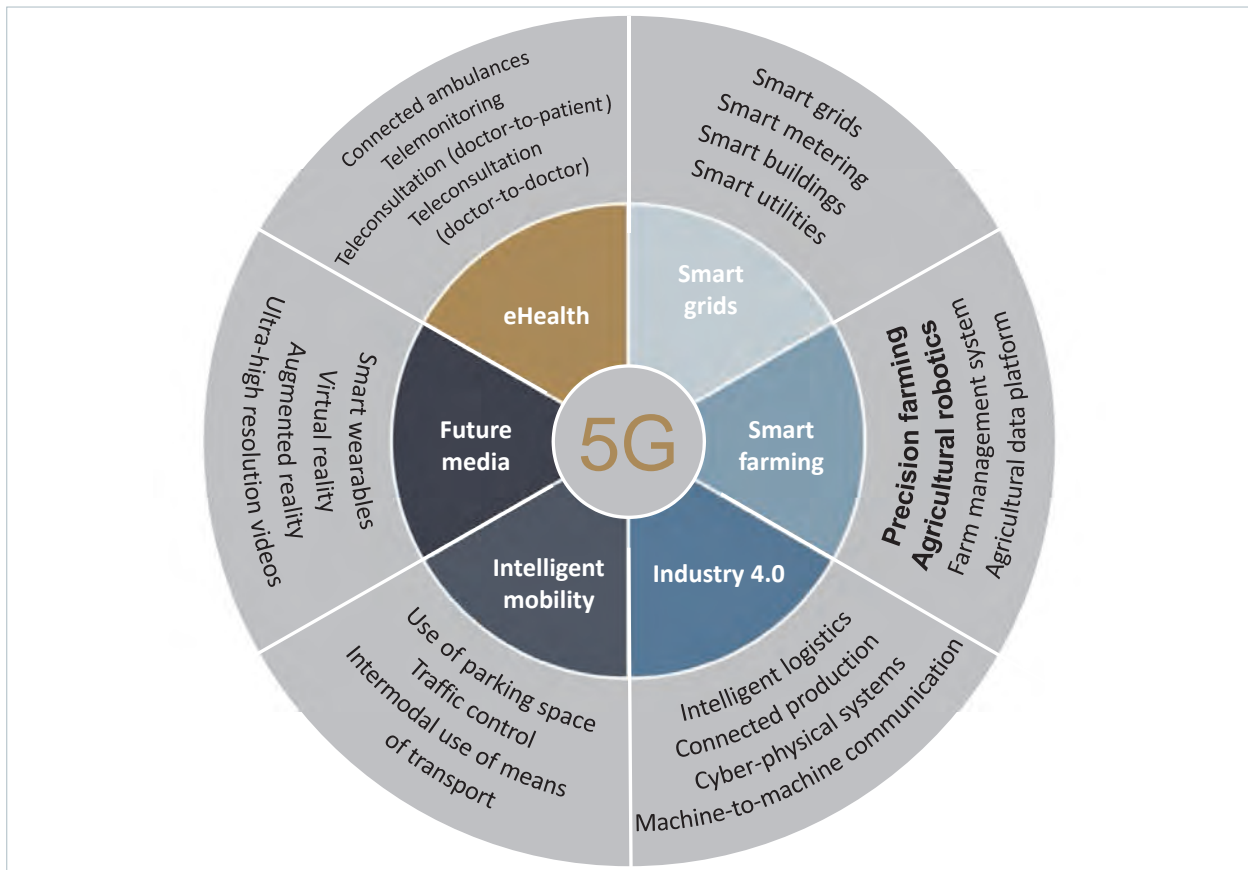 Connected ambulances
Telemonitoring
Teleconsultation (doctor-to-patient)
Teleconsultation
(doctor-to-doctor)
Smart grids
Smart metering
Smart buildings
Smart utilities
Precision farming
Agricultural robotics
Farm management system
Agricultural data platform
Intelligent logistics
Connected production
Cyber-physical systems
Machine-to-machine communication
Use of parking space
Traffic control
Intermodal use of means
of transport
Smart wearables
Virtual reality
Augmented reality
Ultra-high resolution videos
eHealth
Smart
grids
Smart
farming
Industry 4.0
Intelligent
mobility
Future
media
5G